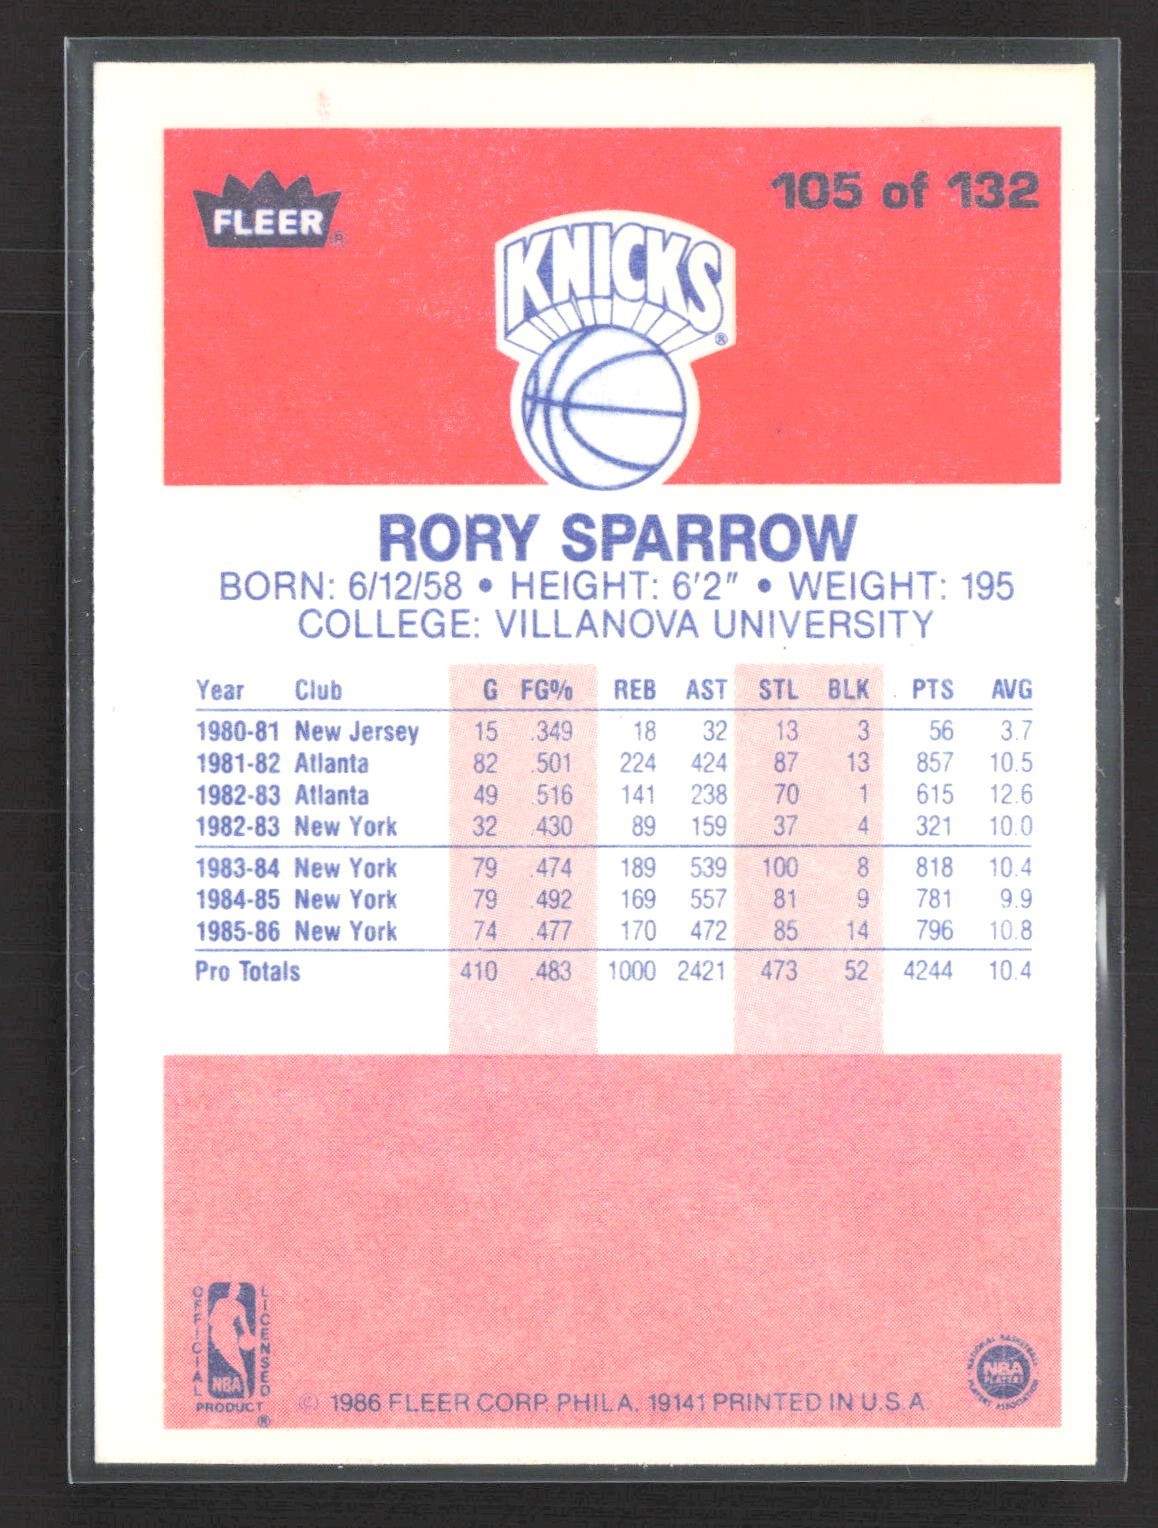 FLEER ®
105 of 132
KNICKS ®
RORY SPARROW
BORN: 6/12/58 • HEIGHT: 6'2" • WEIGHT: 195
COLLEGE: VILLANOVA UNIVERSITY
Year Club G FG% REB AST STL BLK PTS AVG
1980-81 New Jersey 15 .349 18 32 13 3 56 3.7
1981-82 Atlanta 82 .501 224 424 87 13 857 10.5
1982-83 Atlanta 49 .516 141 238 70 1 615 12.6
1982-83 New York 32 .430 89 159 37 4 321 10.0
1983-84 New York 79 .474 189 539 100 8 818 10.4
1984-85 New York 79 .492 169 557 81 9 781 9.9
1985-86 New York 74 .477 170 472 85 14 796 10.8
Pro Totals 410 .483 1000 2421 473 52 4244 10.4
OFFICIAL LICENSED
NBA
PRODUCT ®
© 1986 FLEER CORP. PHILA. 19141 PRINTED IN U.S.A.
NATIONAL BASKETBALL
NBA
PLAYERS
PLAYERS ASSOCIATION